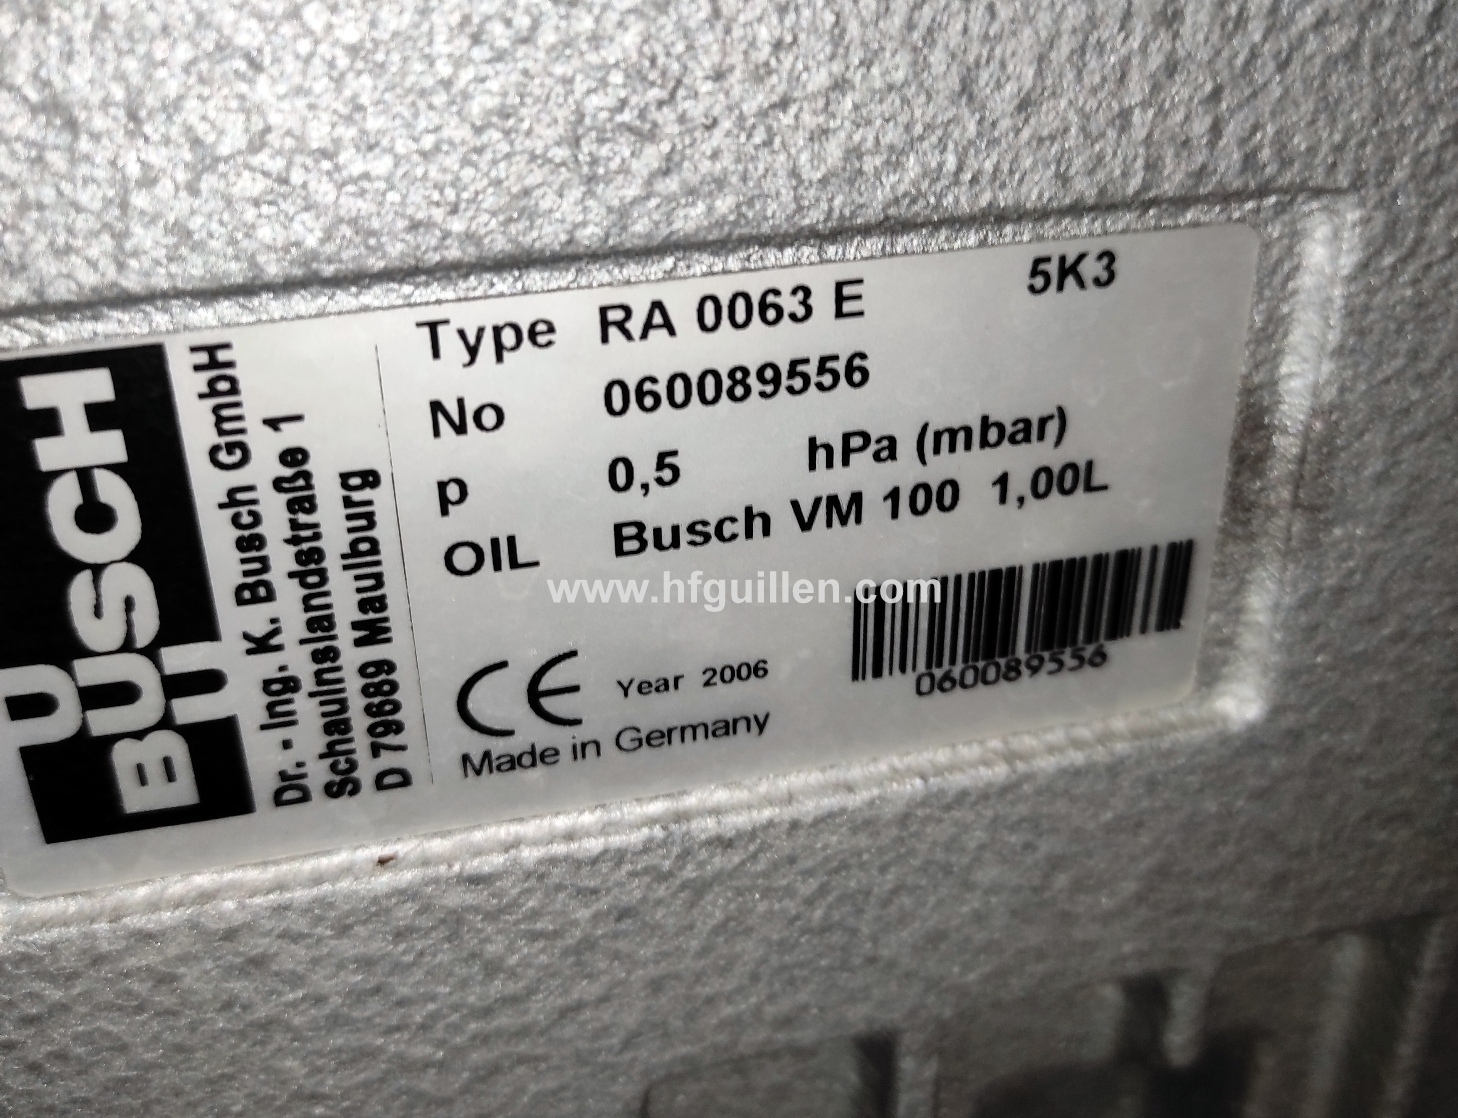 BUSCH
BU
U
Dr. - Ing. K. Busch GmbH
Schauinslandstraße 1
D 79689 Maulburg
Type RA 0063 E 5K3
No 060089556
p 0,5 hPa (mbar)
OIL Busch VM 100 1,00L
www.hfguillen.com
CE Year 2006
Made in Germany
060089556